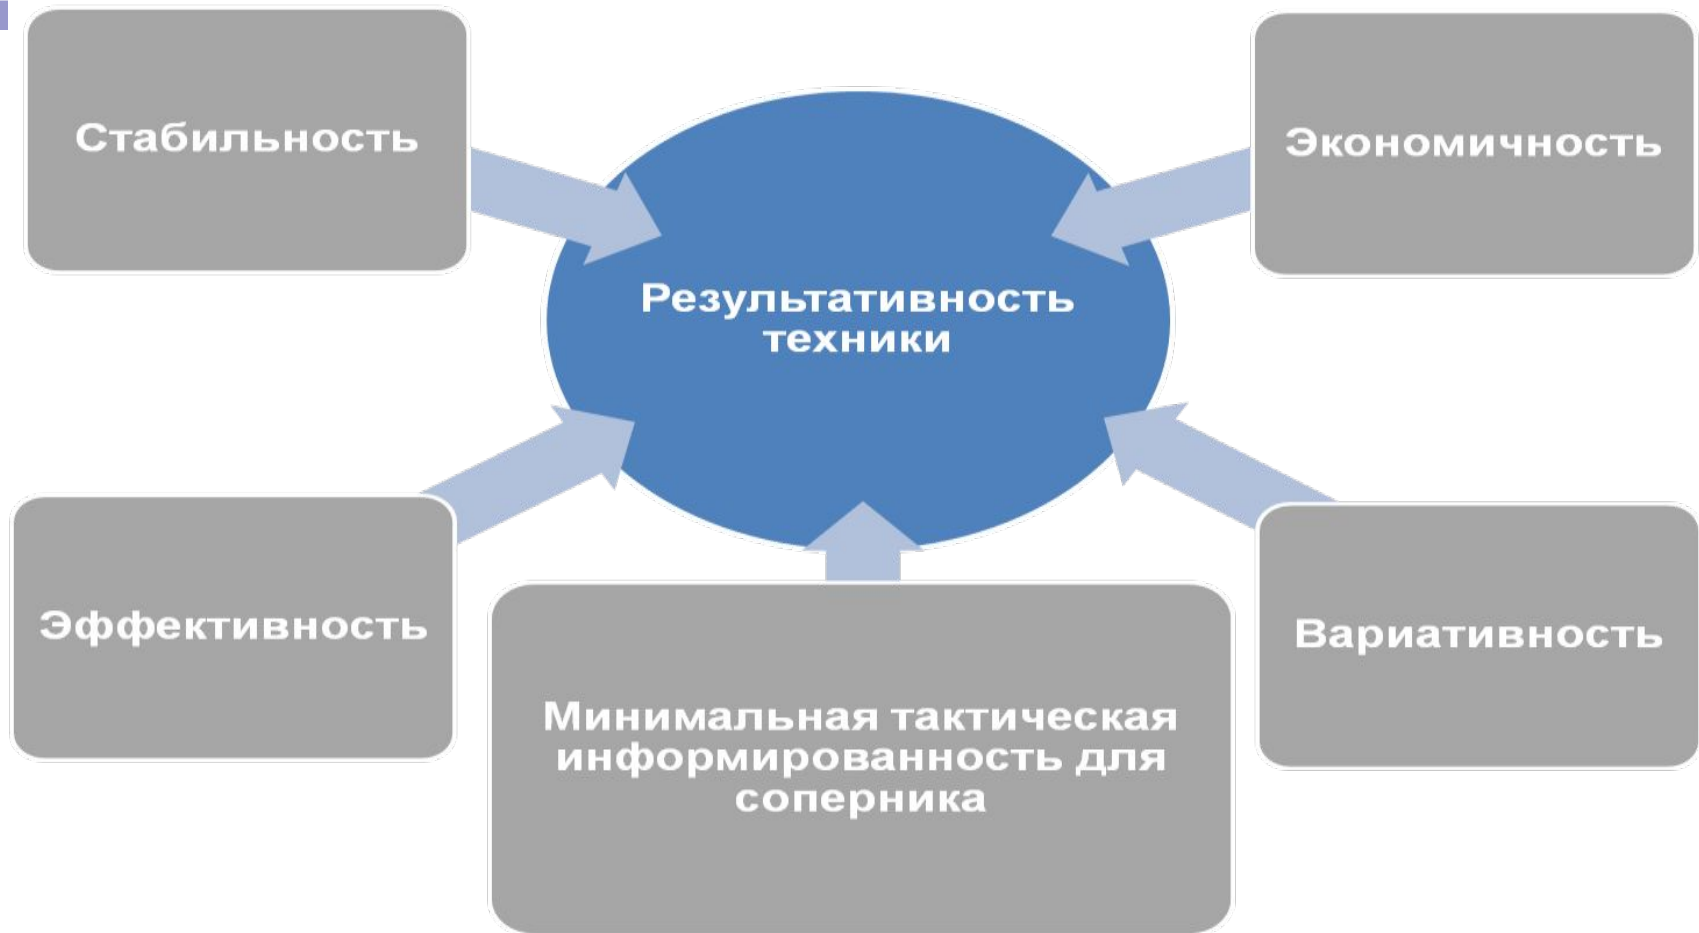 Стабильность
Экономичность
Результативность
техники
Эффективность
Вариативность
Минимальная тактическая
информированность для
соперника